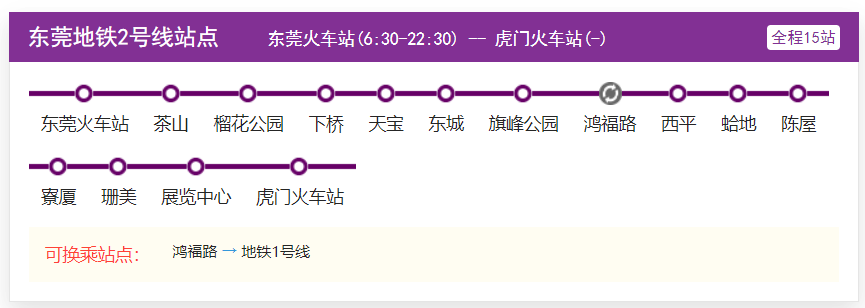 东莞地铁2号线站点 东莞火车站(6:30-22:30) -- 虎门火车站(-) 全程15站
东莞火车站 茶山 榴花公园 下桥 天宝 东城 旗峰公园 鸿福路 西平 蛤地 陈屋
寮厦 珊美 展览中心 虎门火车站
可换乘站点: 鸿福路 → 地铁1号线